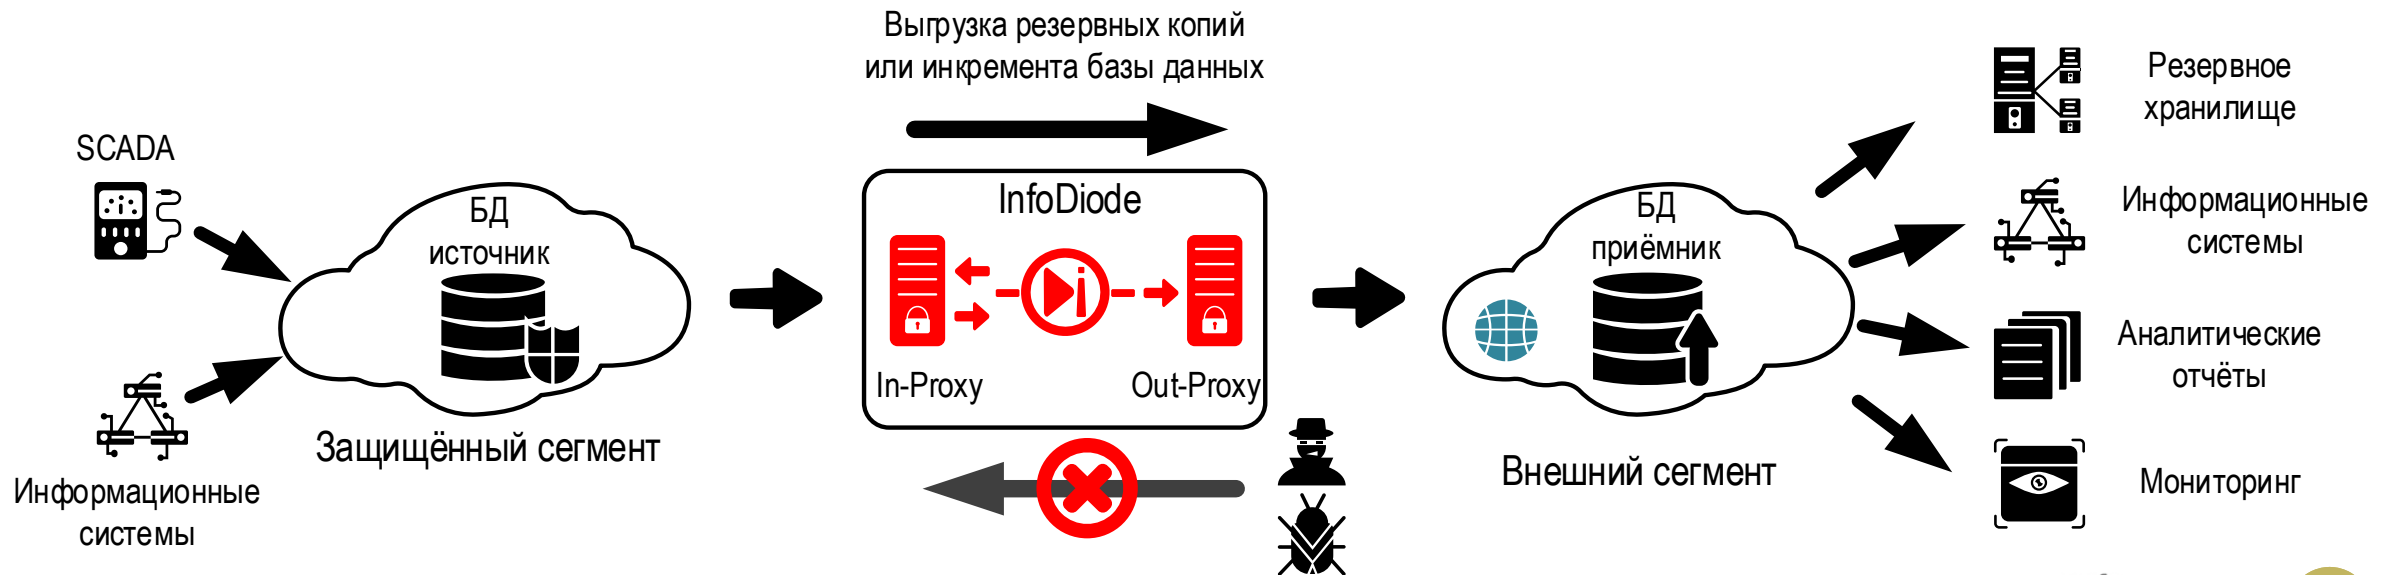 Выгрузка резервных копий
или инкремента базы данных
SCADA
Информационные
системы
БД
источник
Защищённый сегмент
InfoDiode
In-Proxy
Out-Proxy
БД
приёмник
Внешний сегмент
Резервное
хранилище
Информационные
системы
Аналитические
отчёты
Мониторинг